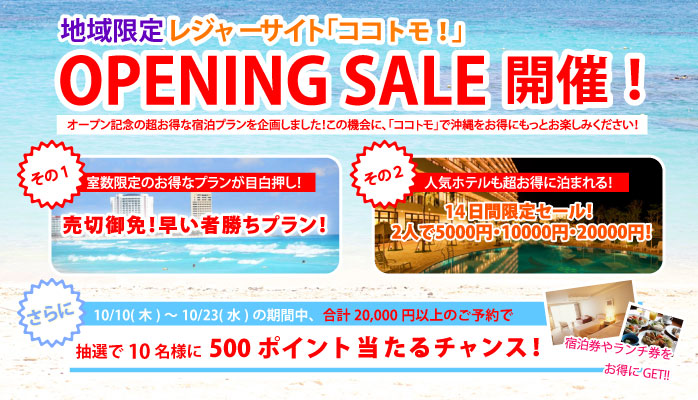 地域限定レジャーサイト「ココトモ！」
OPENING SALE 開催！
オープン記念の超お得な宿泊プランを企画しました！この機会に、「ココトモ」で沖縄をお得にもっとお楽しみください！
その1
室数限定のお得なプランが目白押し！
売切御免！早い者勝ちプラン！
その2
人気ホテルも超お得に泊まれる！
14日間限定セール！
2人で5000円・10000円・20000円！
さらに
10/10(木)～10/23(水)の期間中、合計20,000円以上のご予約で
抽選で10名様に500ポイント当たるチャンス！
宿泊券やランチ券を
お得にGET!!